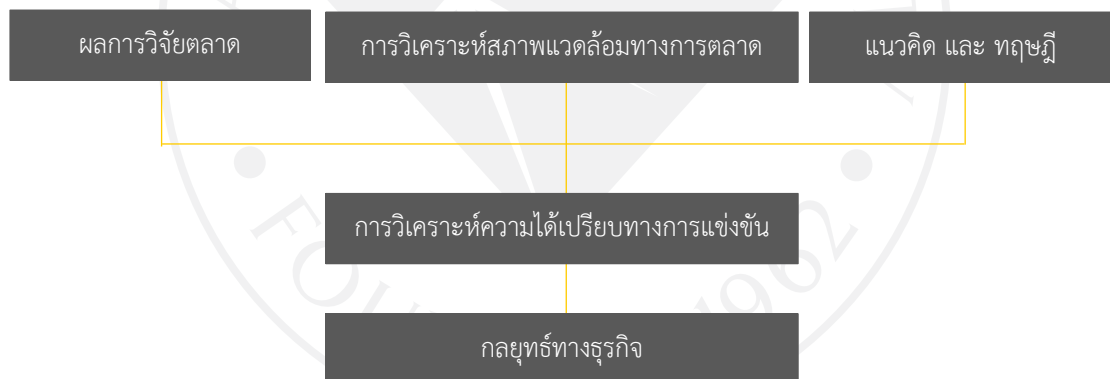 ผลการวิจัยตลาด
การวิเคราะห์สภาพแวดล้อมทางการตลาด
แนวคิด และ ทฤษฎี
การวิเคราะห์ความได้เปรียบทางการแข่งขัน
กลยุทธ์ทางธุรกิจ
1962